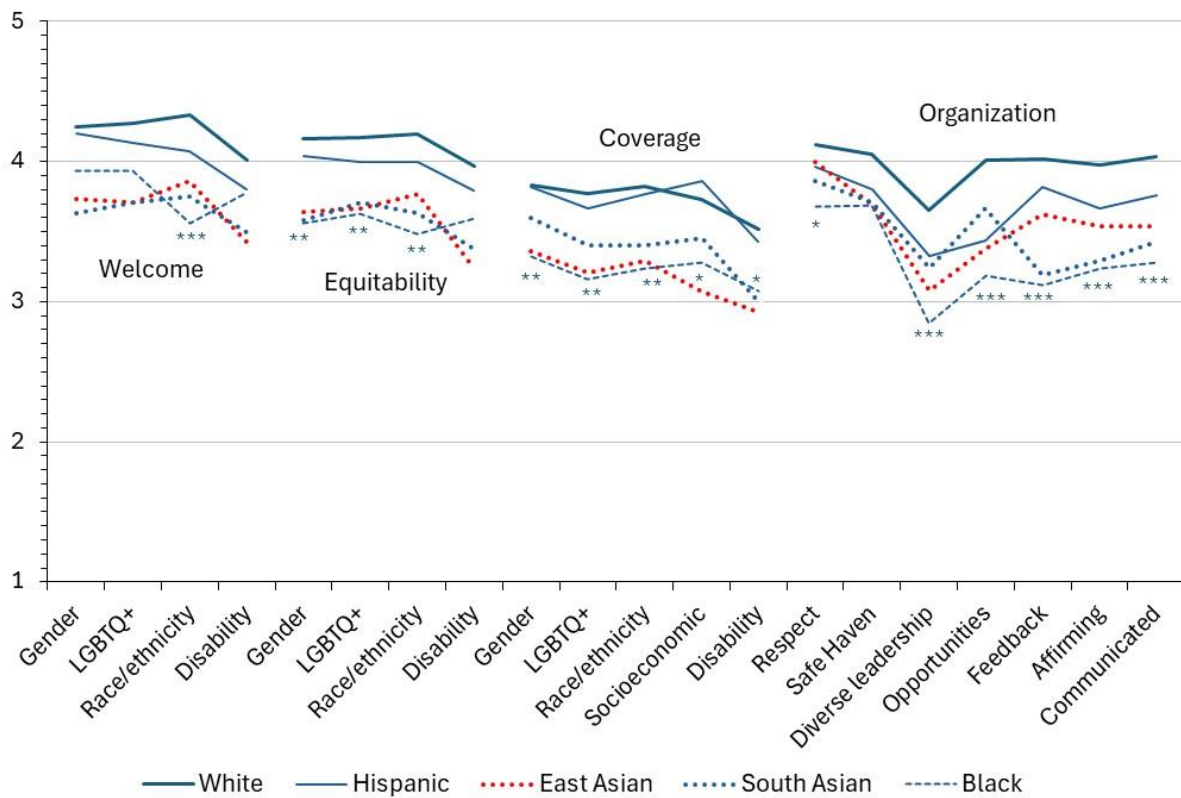 5
Organization
Coverage
4
***
*
**
**
**
Welcome
Equitability
**
**
**
*
*
***
***
***
***
3
***
2
1
Gender
LGBTQ+
Race/ethnicity
Disability
Gender
LGBTQ+
Race/ethnicity
Disability
Gender
LGBTQ+
Race/ethnicity
Socioeconomic
Disability
Respect
Safe Haven
Diverse leadership
Opportunities
Feedback
Affirming
Communicated
White Hispanic East Asian South Asian Black